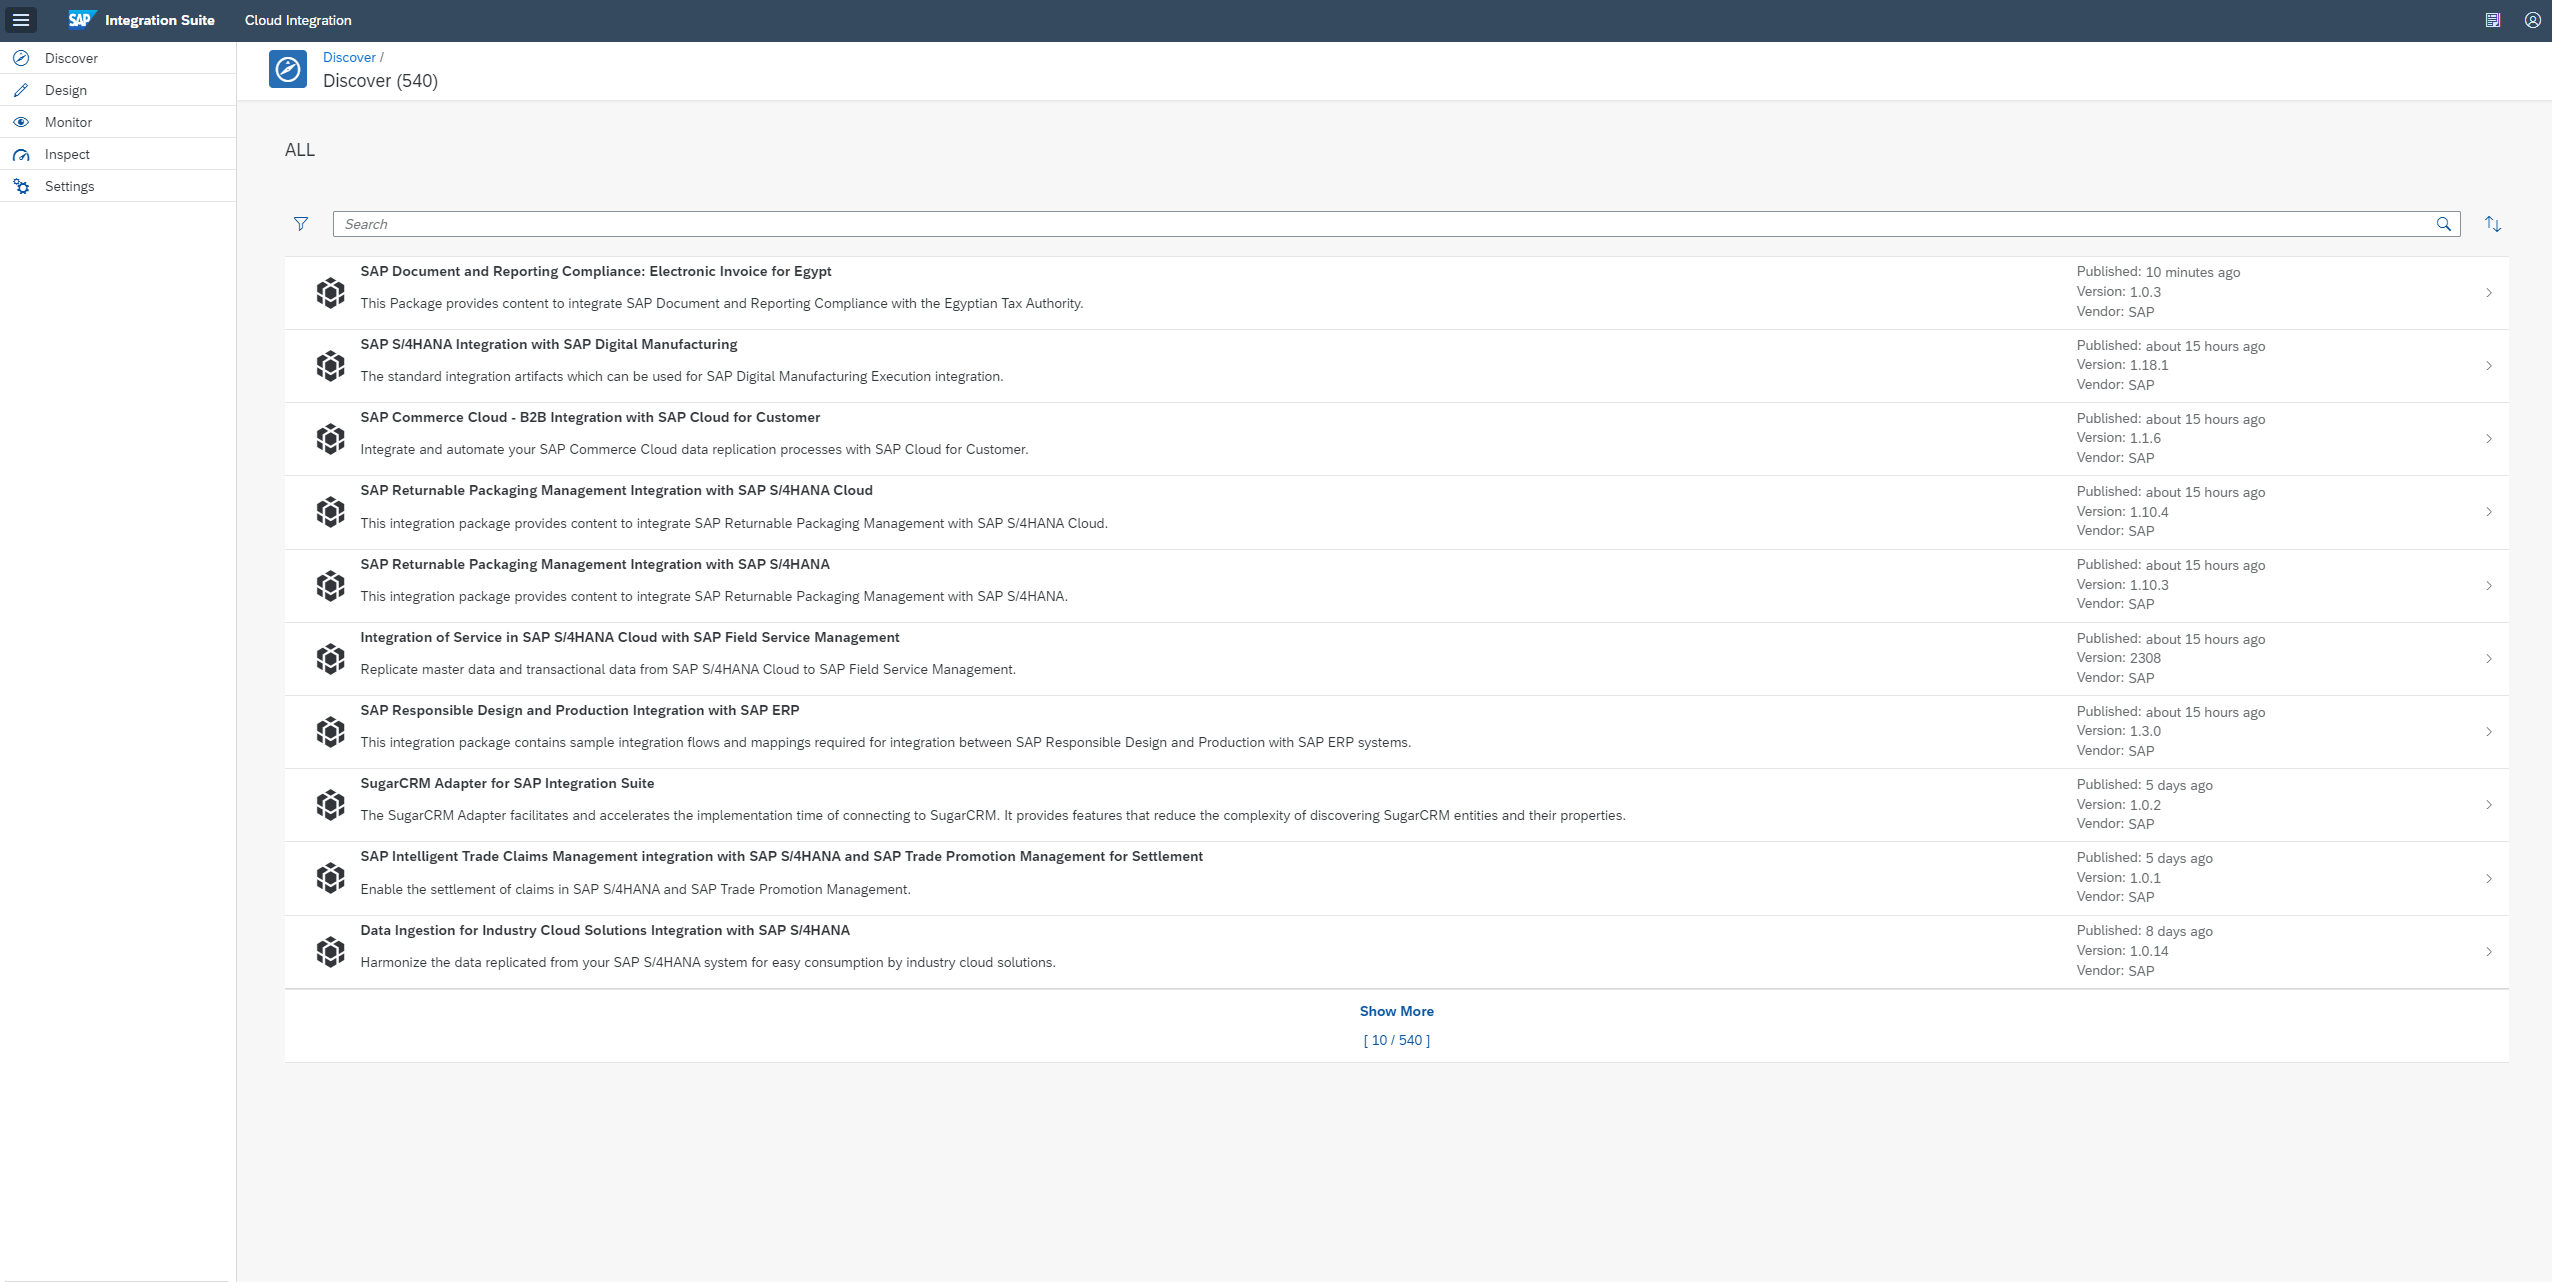 SAP Integration Suite Cloud Integration
Discover
Design
Monitor
Inspect
Settings
Discover /
Discover (540)
ALL
Search
SAP Document and Reporting Compliance: Electronic Invoice for Egypt
This Package provides content to integrate SAP Document and Reporting Compliance with the Egyptian Tax Authority.
Published: 10 minutes ago
Version: 1.0.3
Vendor: SAP
SAP S/4HANA Integration with SAP Digital Manufacturing
The standard integration artifacts which can be used for SAP Digital Manufacturing Execution integration.
Published: about 15 hours ago
Version: 1.18.1
Vendor: SAP
SAP Commerce Cloud - B2B Integration with SAP Cloud for Customer
Integrate and automate your SAP Commerce Cloud data replication processes with SAP Cloud for Customer.
Published: about 15 hours ago
Version: 1.1.6
Vendor: SAP
SAP Returnable Packaging Management Integration with SAP S/4HANA Cloud
This integration package provides content to integrate SAP Returnable Packaging Management with SAP S/4HANA Cloud.
Published: about 15 hours ago
Version: 1.10.4
Vendor: SAP
SAP Returnable Packaging Management Integration with SAP S/4HANA
This integration package provides content to integrate SAP Returnable Packaging Management with SAP S/4HANA.
Published: about 15 hours ago
Version: 1.10.3
Vendor: SAP
Integration of Service in SAP S/4HANA Cloud with SAP Field Service Management
Replicate master data and transactional data from SAP S/4HANA Cloud to SAP Field Service Management.
Published: about 15 hours ago
Version: 2308
Vendor: SAP
SAP Responsible Design and Production Integration with SAP ERP
This integration package contains sample integration flows and mappings required for integration between SAP Responsible Design and Production with SAP ERP systems.
Published: about 15 hours ago
Version: 1.3.0
Vendor: SAP
SugarCRM Adapter for SAP Integration Suite
The SugarCRM Adapter facilitates and accelerates the implementation time of connecting to SugarCRM. It provides features that reduce the complexity of discovering SugarCRM entities and their properties.
Published: 5 days ago
Version: 1.0.2
Vendor: SAP
SAP Intelligent Trade Claims Management integration with SAP S/4HANA and SAP Trade Promotion Management for Settlement
Enable the settlement of claims in SAP S/4HANA and SAP Trade Promotion Management.
Published: 5 days ago
Version: 1.0.1
Vendor: SAP
Data Ingestion for Industry Cloud Solutions Integration with SAP S/4HANA
Harmonize the data replicated from your SAP S/4HANA system for easy consumption by industry cloud solutions.
Published: 8 days ago
Version: 1.0.14
Vendor: SAP
Show More
[ 10 / 540 ]